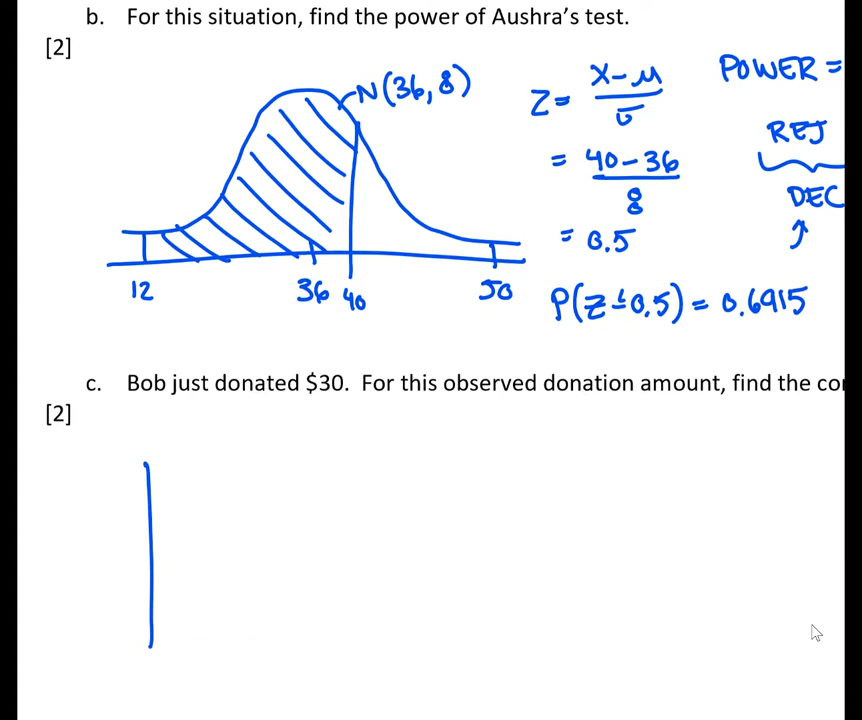 b. For this situation, find the power of Aushra’s test.
[2]
N(36, 8)
12
36
40
50
Z = X - μ / σ
= 40 - 36 / 8
= 0.5
P(Z ≤ 0.5) = 0.6915
POWER =
REJ
DEC
c. Bob just donated $30. For this observed donation amount, find the
[2]